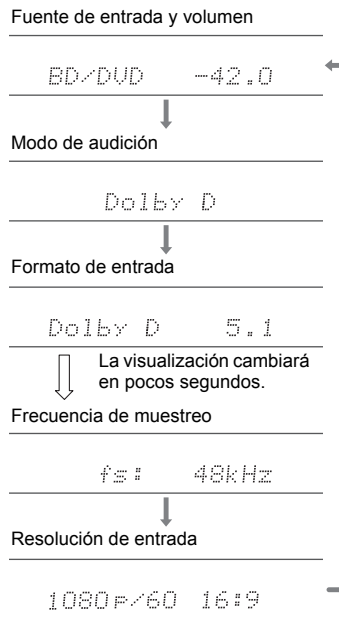 Fuente de entrada y volumen
BD/DVD -42.0
Modo de audición
Dolby D
Formato de entrada
Dolby D 5.1
La visualización cambiará
en pocos segundos.
Frecuencia de muestreo
fs: 48kHz
Resolución de entrada
1080p/60 16:9